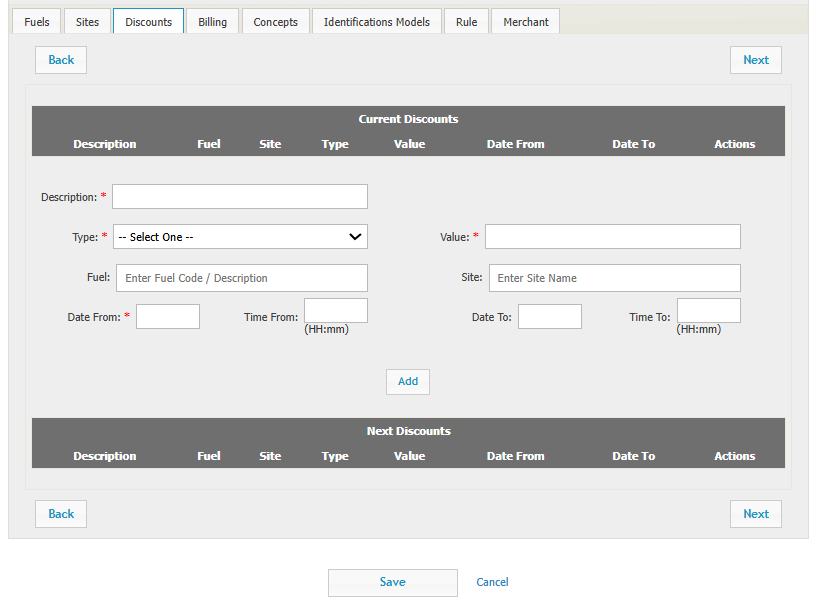 Fuels Sites Discounts Billing Concepts Identifications Models Rule Merchant
Back Next
Current Discounts
Description Fuel Site Type Value Date From Date To Actions
Description: *
Type: * -- Select One -- Value: *
Fuel: Enter Fuel Code / Description Site: Enter Site Name
Date From: * Time From: Date To: Time To:
(HH:mm) (HH:mm)
Add
Next Discounts
Description Fuel Site Type Value Date From Date To Actions
Back Next
Save Cancel